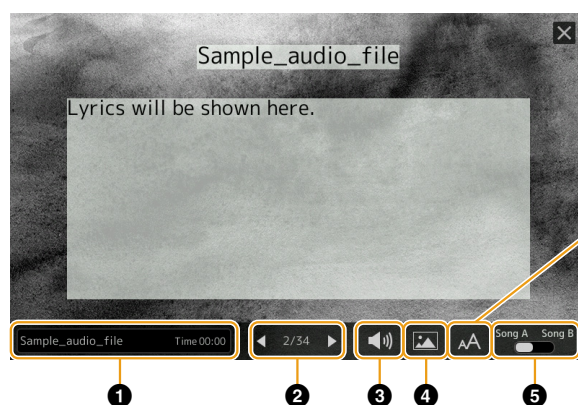 Sample_audio_file
Lyrics will be shown here.
Sample_audio_file Time 00:00
2/34
AA
Song A Song B
1 2 3 4 5